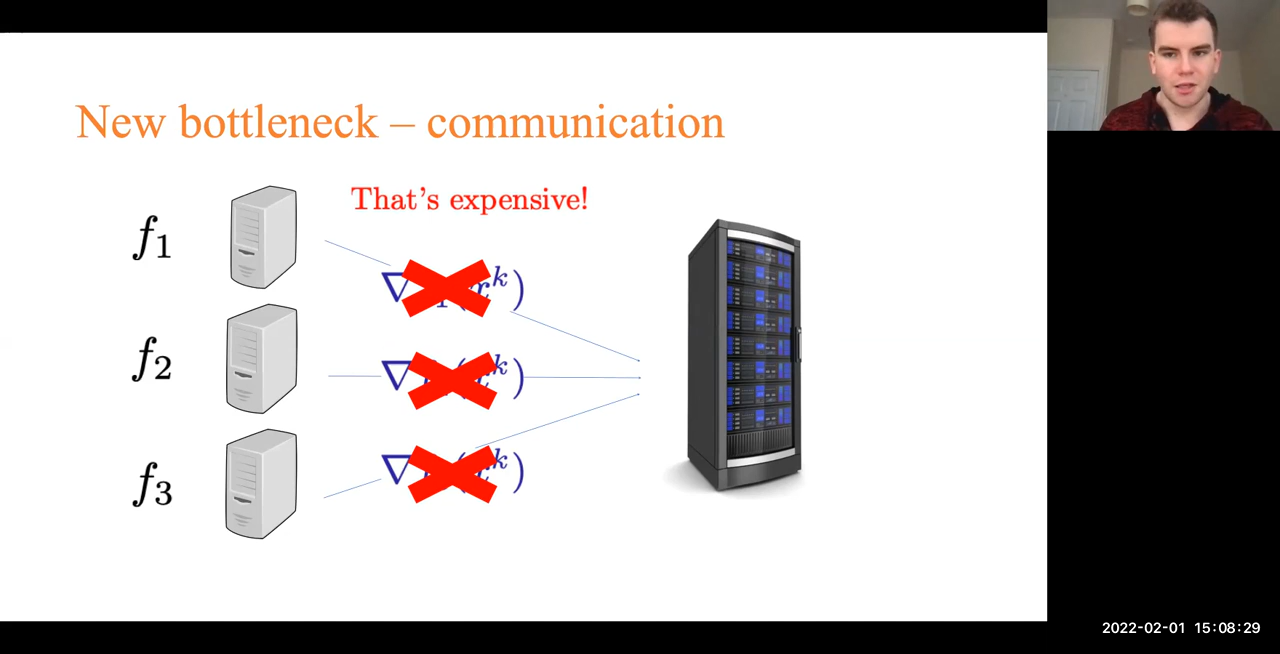 New bottleneck – communication
That's expensive!
f₁
∇ (x^k)
f₂
∇ (x^k)
f₃
∇ (x^k)
2022-02-01 15:08:29